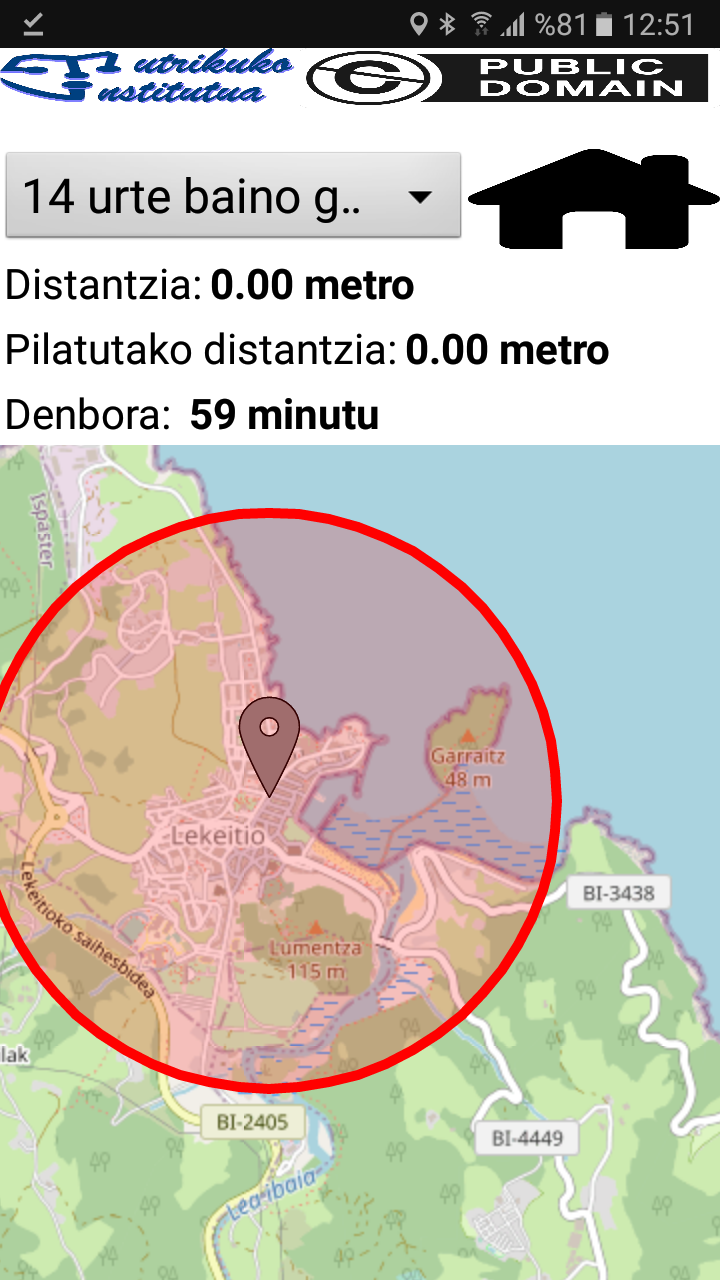 %81 12:51
utrikuko
nstitutua
PUBLIC
DOMAIN
14 urte baino g..
Distantzia: 0.00 metro
Pilatutako distantzia: 0.00 metro
Denbora: 59 minutu
Ispaster
Garraitz
48 m
Lekeitio
BI-3438
Lekeitioko saihesbidea
Lumentza
115 m
lak
BI-2405
BI-4449
Lea ibaia